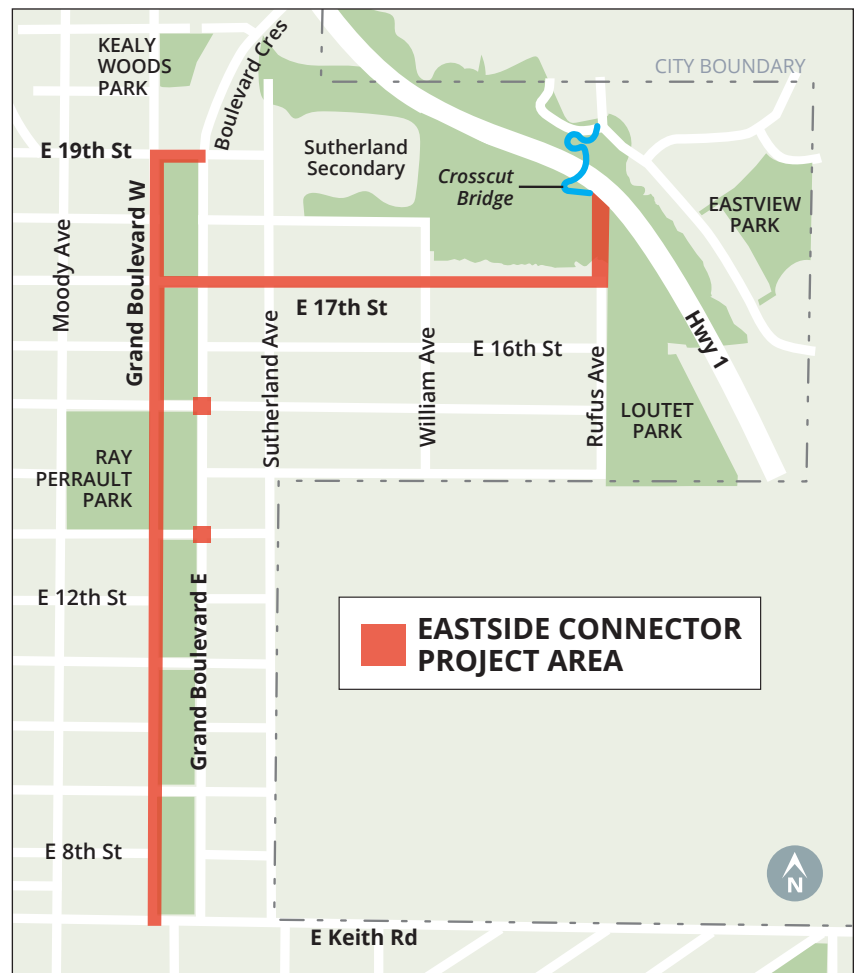 KEALY
WOODS
PARK
Boulevard Cres
CITY BOUNDARY
E 19th St
Sutherland
Secondary
Crosscut
Bridge
EASTVIEW
PARK
Moody Ave
Grand Boulevard W
E 17th St
Hwy 1
Sutherland Ave
William Ave
E 16th St
Rufus Ave
LOUTET
PARK
RAY
PERRAULT
PARK
E 12th St
Grand Boulevard E
EASTSIDE CONNECTOR
PROJECT AREA
E 8th St
N
E Keith Rd